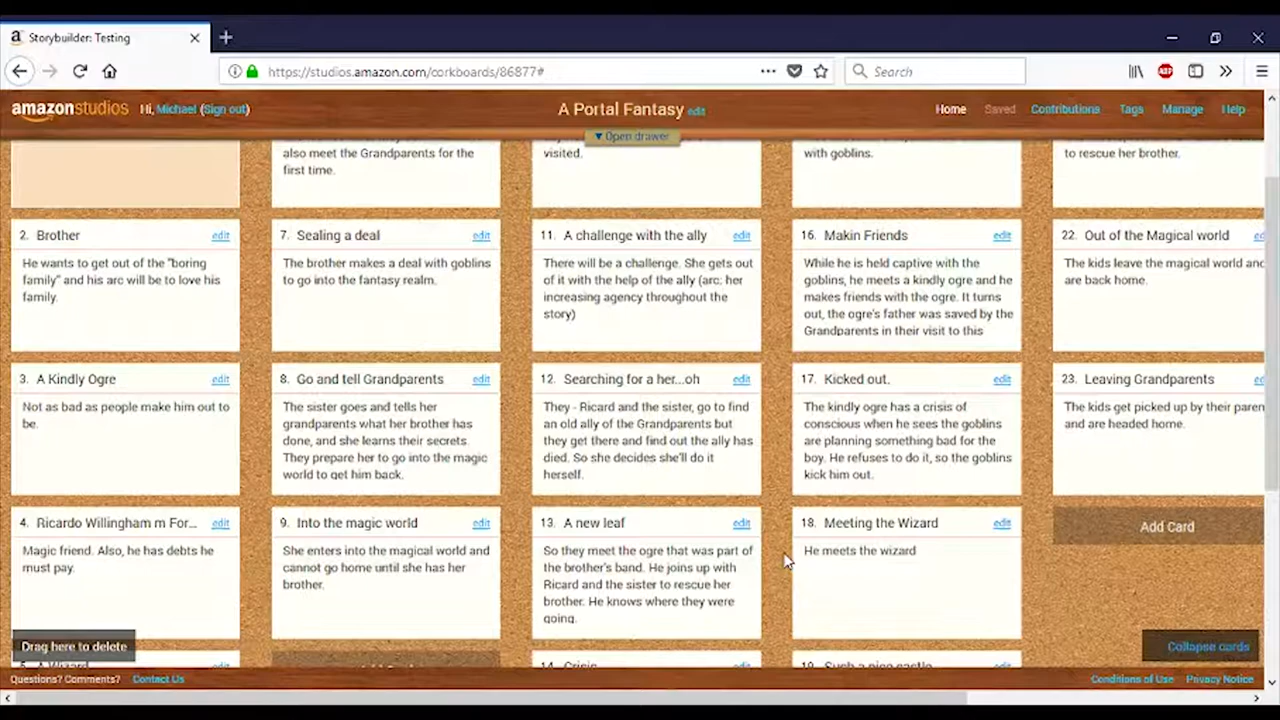 a Storybuilder: Testing
https://studios.amazon.com/corkboards/86877#
Search
ABP
amazonstudios Hi, Michael (Sign out)
A Portal Fantasy edit
Home Saved Contributions Tags Manage Help
▼ Open drawer
also meet the Grandparents for the
first time.
visited.
with goblins.
to rescue her brother.
2. Brother edit
He wants to get out of the "boring
family" and his arc will be to love his
family.
7. Sealing a deal edit
The brother makes a deal with goblins
to go into the fantasy realm.
11. A challenge with the ally edit
There will be a challenge. She gets out
of it with the help of the ally (arc: her
increasing agency throughout the
story)
16. Makin Friends edit
While he is held captive with the
goblins, he meets a kindly ogre and he
makes friends with the ogre. It turns
out, the ogre's father was saved by the
Grandparents in their visit to this
22. Out of the Magical world ed
The kids leave the magical world and
are back home.
3. A Kindly Ogre edit
Not as bad as people make him out to
be.
8. Go and tell Grandparents edit
The sister goes and tells her
grandparents what her brother has
done, and she learns their secrets.
They prepare her to go into the magic
world to get him back.
12. Searching for a her...oh edit
They - Ricard and the sister, go to find
an old ally of the Grandparents but
they get there and find out the ally has
died. So she decides she'll do it
herself.
17. Kicked out. edit
The kindly ogre has a crisis of
conscious when he sees the goblins
are planning something bad for the
boy. He refuses to do it, so the goblins
kick him out.
23. Leaving Grandparents ed
The kids get picked up by their paren
and are headed home.
4. Ricardo Willingham m For... edit
Magic friend. Also, he has debts he
must pay.
9. Into the magic world edit
She enters into the magical world and
cannot go home until she has her
brother.
13. A new leaf edit
So they meet the ogre that was part of
the brother's band. He joins up with
Ricard and the sister to rescue her
brother. He knows where they were
going.
18. Meeting the Wizard edit
He meets the wizard
Add Card
Drag here to delete
Collapse cards
5. A Wizard edit
Add Card
14. Crisis edit
19. Such a nice castle edit
Questions? Comments? Contact Us
Conditions of Use Privacy Notice